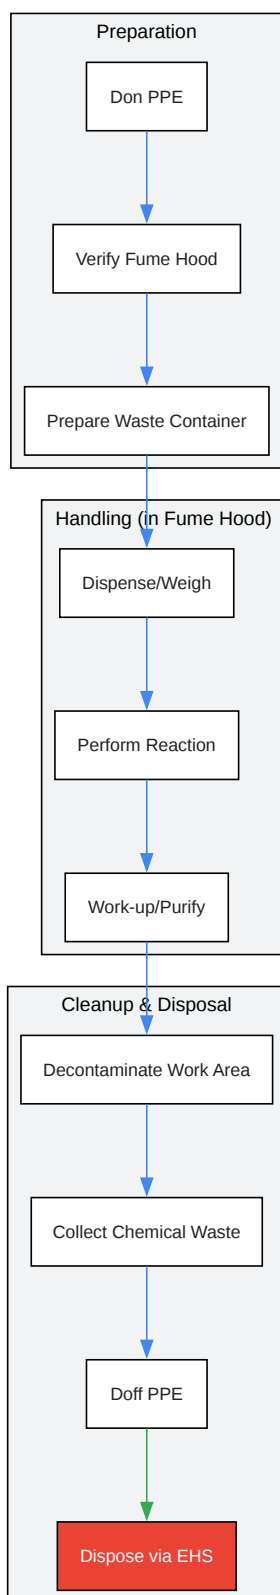 Preparation
Don PPE
Verify Fume Hood
Prepare Waste Container
Handling (in Fume Hood)
Dispense/Weigh
Perform Reaction
Work-up/Purify
Cleanup & Disposal
Decontaminate Work Area
Collect Chemical Waste
Doff PPE
Dispose via EHS